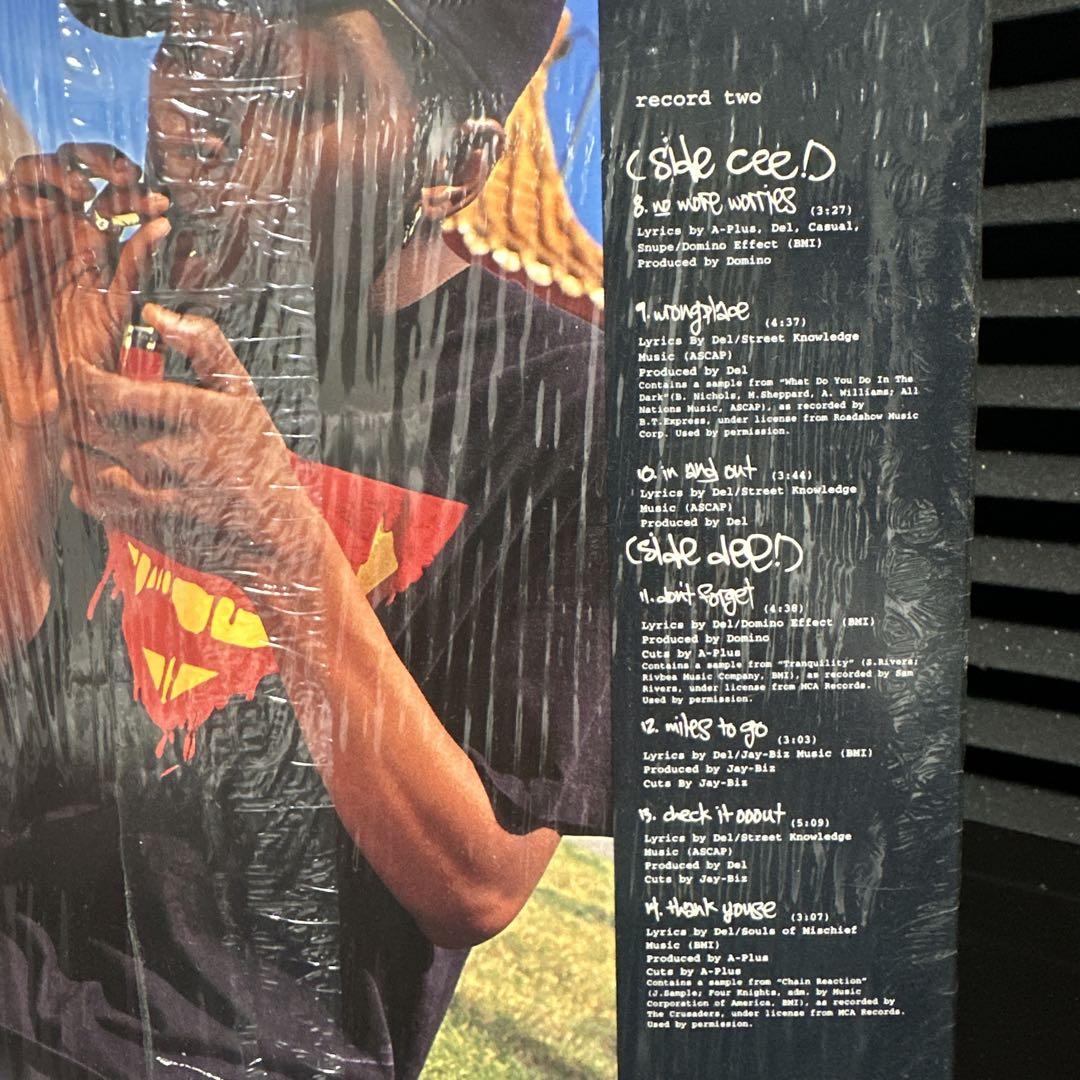 record two
(side cee!)
8. no more worries (3:27)
Lyrics by A-Plus, Del, Casual,
Snupe/Domino Effect (BMI)
Produced by Domino
9. wrongplace (4:37)
Lyrics By Del/Street Knowledge
Music (ASCAP)
Produced by Del
Contains a sample from "What Do You Do In The
Dark"(B. Nichols, M.Sheppard, A. Williams; All
Nations Music, ASCAP), as recorded by
B.T.Express, under license from Roadshow Music
Corp. Used by permission.
10. in and out (3:44)
Lyrics by Del/Street Knowledge
Music (ASCAP)
Produced by Del
(side dee!)
11. don't forget (4:38)
Lyrics by Del/Domino Effect (BMI)
Produced by Domino
Cuts by A-Plus
Contains a sample from "Tranquility" (S.Rivers;
Rivbea Music Company, BMI), as recorded by Sam
Rivers, under license from MCA Records.
Used by permission.
12. miles to go (3:03)
Lyrics by Del/Jay-Biz Music (BMI)
Produced by Jay-Biz
Cuts By Jay-Biz
13. check it ooout (5:09)
Lyrics by Del/Street Knowledge
Music (ASCAP)
Produced by Del
Cuts by Jay-Biz
14. thank youse (3:07)
Lyrics by Del/Souls of Mischief
Music (BMI)
Produced by A-Plus
Cuts by A-Plus
Contains a sample from "Chain Reaction"
(J.Sample; Four Knights, adm. by Music
Corporation of America, BMI), as recorded by
The Crusaders, under license from MCA Records.
Used by permission.